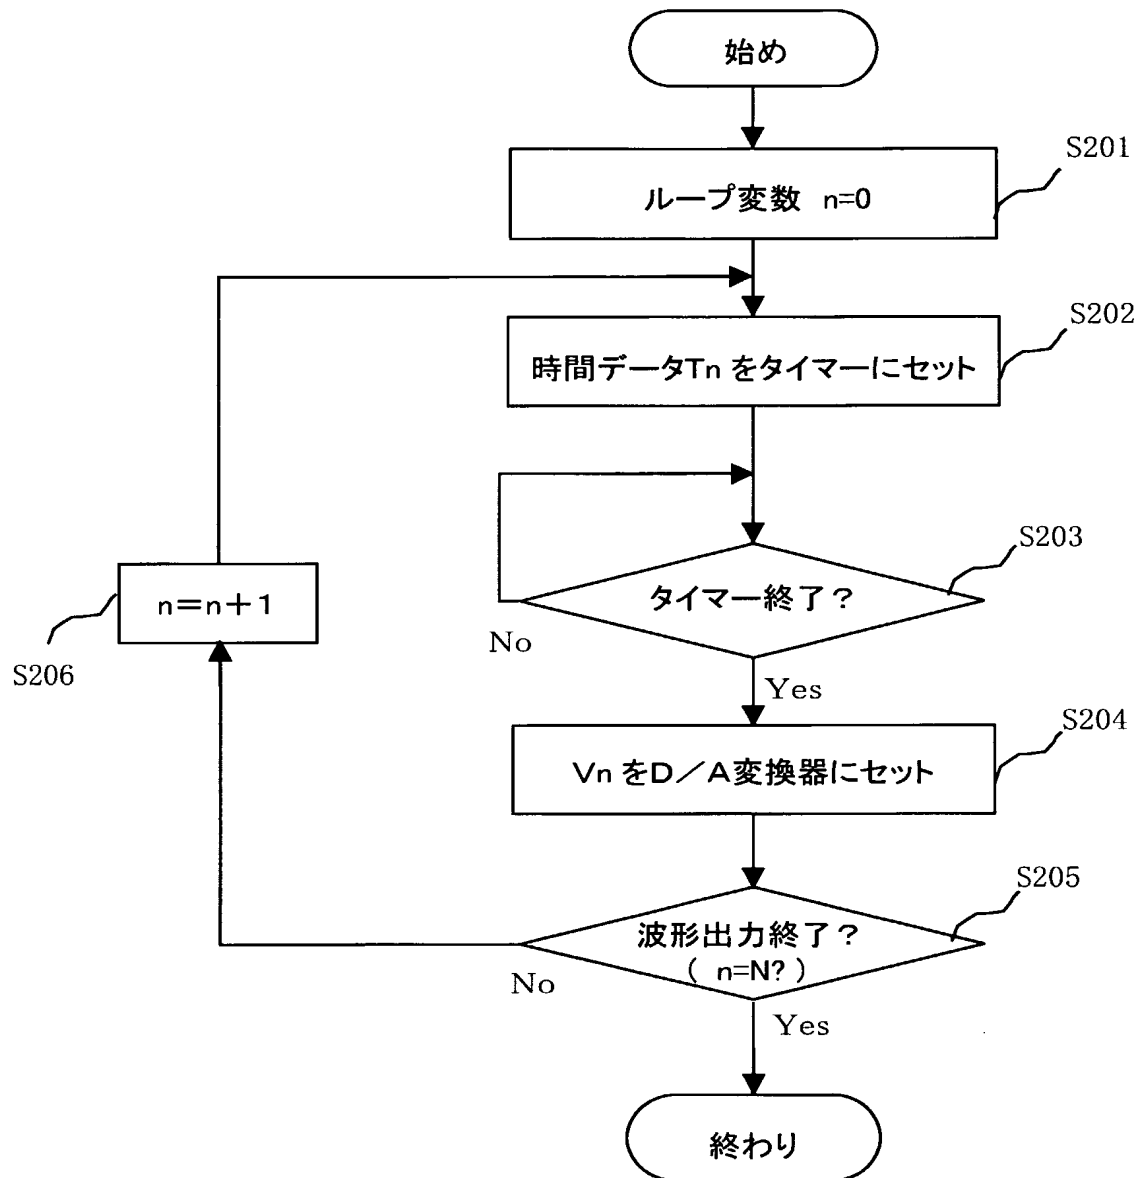 始め
S201
ループ変数 n=0
S202
時間データTn をタイマーにセット
S203
タイマー終了？
No
n＝n＋1
S206
Yes
S204
Vn をD／A変換器にセット
S205
波形出力終了？
( n=N? )
No
Yes
終わり